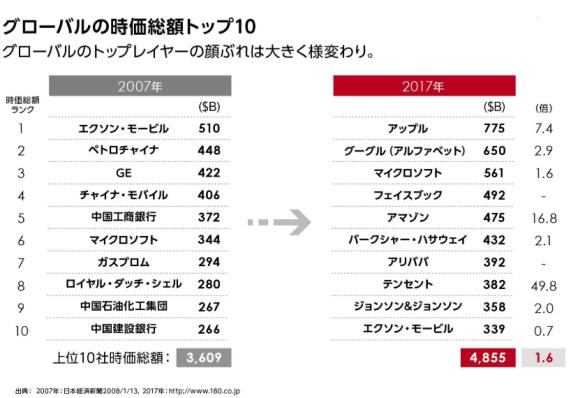 グローバルの時価総額トップ10
グローバルのトップレイヤーの顔ぶれは大きく様変わり。
2007年 2017年
時価総額
ランク ($B) ($B) (倍)
1 エクソン・モービル 510 アップル 775 7.4
2 ペトロチャイナ 448 グーグル (アルファベット) 650 2.9
3 GE 422 マイクロソフト 561 1.6
4 チャイナ・モバイル 406 フェイスブック 492 -
5 中国工商銀行 372 アマゾン 475 16.8
6 マイクロソフト 344 バークシャー・ハサウェイ 432 2.1
7 ガスプロム 294 アリババ 392 -
8 ロイヤル・ダッチ・シェル 280 テンセント 382 49.8
9 中国石油化工集団 267 ジョンソン&ジョンソン 358 2.0
10 中国建設銀行 266 エクソン・モービル 339 0.7
上位10社時価総額： 3,609 4,855 1.6
出典： 2007年：日本経済新聞2008/1/13, 2017年：http;//www.180.co.jp